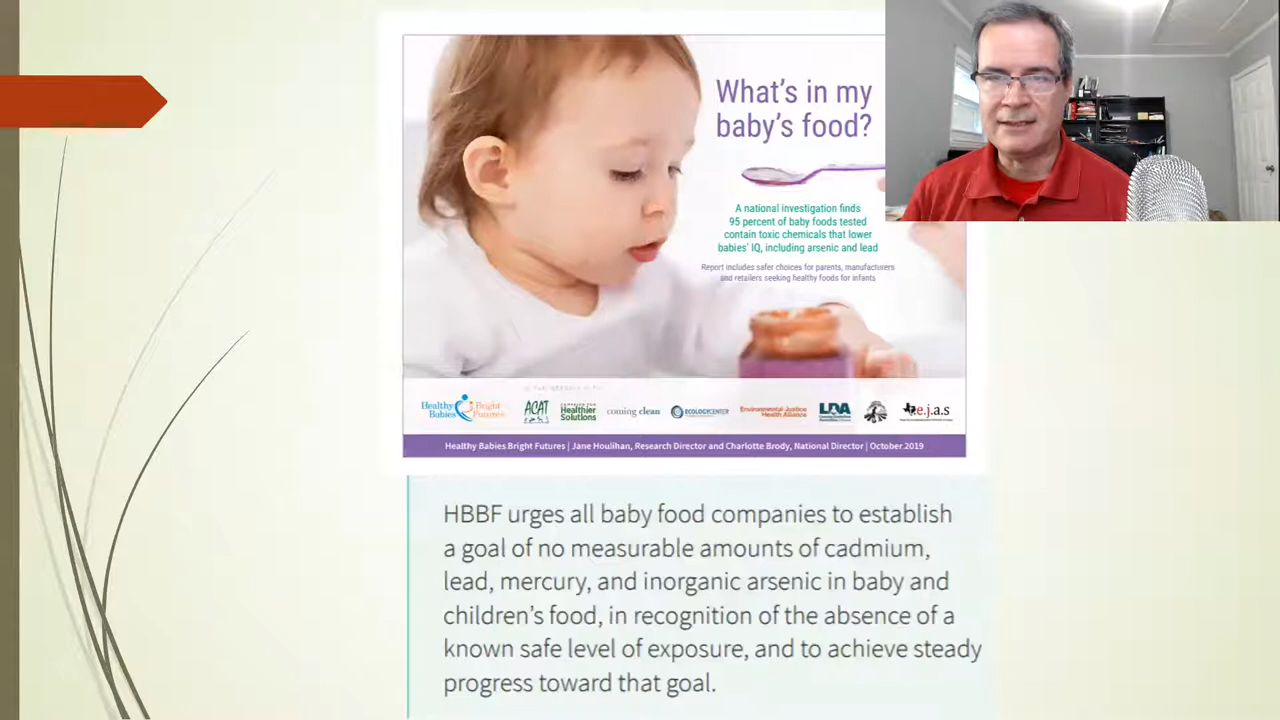 What's in my
baby's food?
A national investigation finds
95 percent of baby foods tested
contain toxic chemicals that lower
babies' IQ, including arsenic and lead
Report includes safer choices for parents, manufacturers
and retailers seeking healthy foods for infants
Healthy Babies Bright Futures
ACAT
Healthier Solutions
coming clean
ECOLOGYCENTER
Environmental Justice
Health Alliance
LDA
t.e.j.a.s
Healthy Babies Bright Futures | Jane Houlihan, Research Director and Charlotte Brody, National Director | October 2019
HBBF urges all baby food companies to establish
a goal of no measurable amounts of cadmium,
lead, mercury, and inorganic arsenic in baby and
children's food, in recognition of the absence of a
known safe level of exposure, and to achieve steady
progress toward that goal.